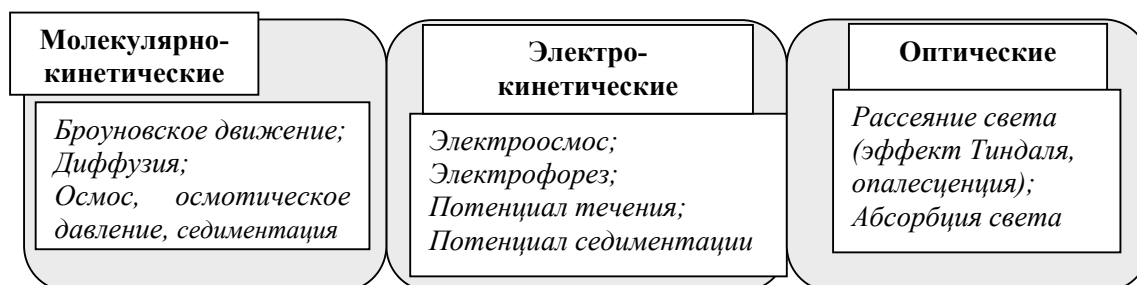 Молекулярно-
кинетические
Броуновское движение;
Диффузия;
Осмос, осмотическое
давление, седиментация
Электро-
кинетические
Электроосмос;
Электрофорез;
Потенциал течения;
Потенциал седиментации
Оптические
Рассеяние света
(эффект Тиндаля,
опалесценция);
Абсорбция света